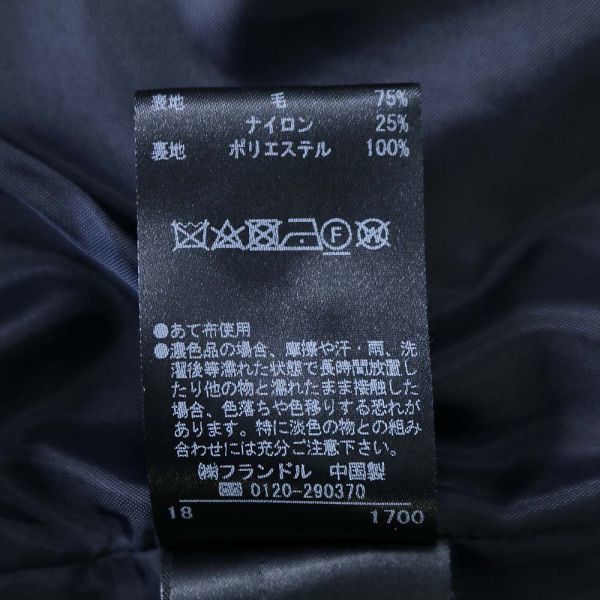 表地 毛 75%
ナイロン 25%
裏地 ポリエステル 100%
F W
●あて布使用
●濃色品の場合、摩擦や汗・雨、洗
濯後等濡れた状態で長時間放置し
たり他の物と濡れたまま接触した
場合、色落ちや色移りする恐れが
あります。特に淡色の物との組み
合わせには充分ご注意下さい。
㈱フランドル 中国製
0120-290370
18 1700